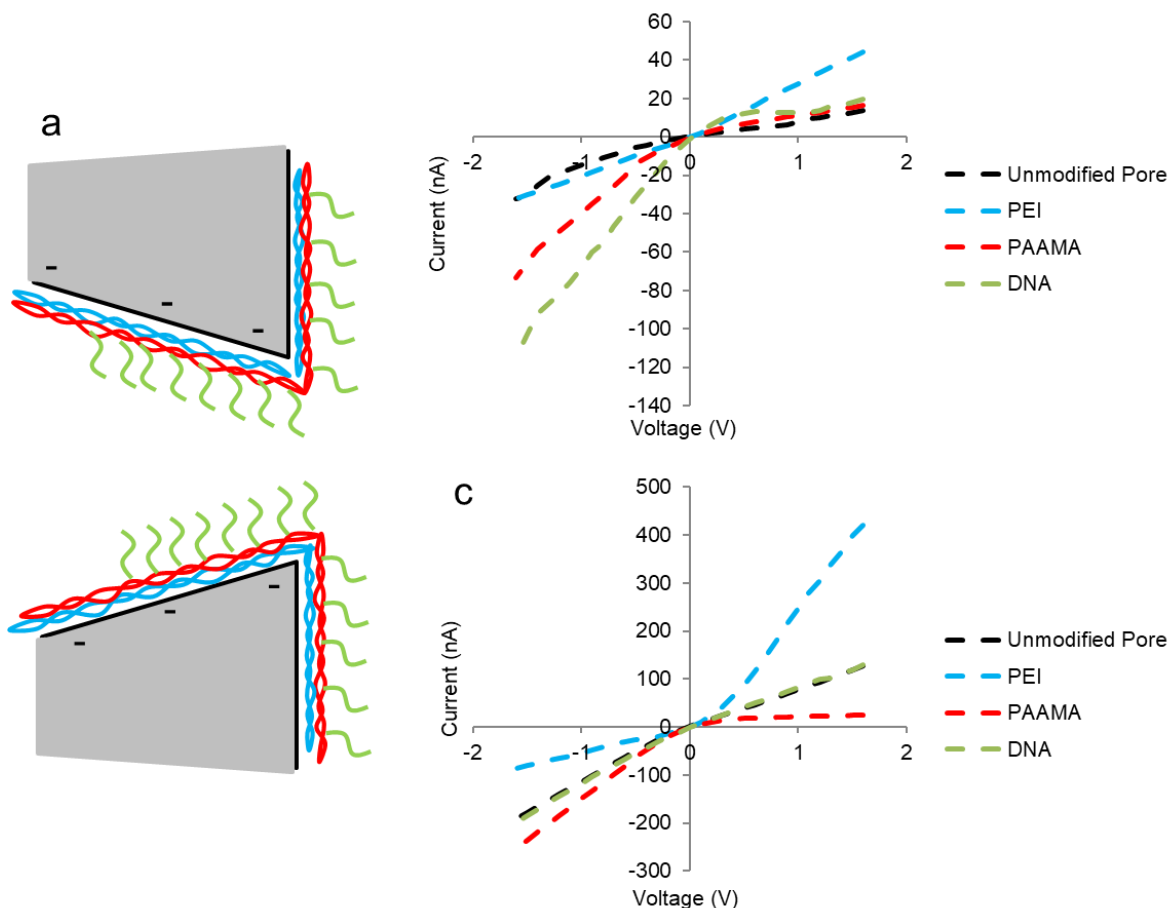 a
-
-
-
60
40
20
0
-20
-40
-60
-80
-100
-120
-140
-2
-1
0
1
2
Current (nA)
Voltage (V)
Unmodified Pore
PEI
PAAMA
DNA
-
-
-
c
500
400
300
200
100
0
-100
-200
-300
-2
-1
0
1
2
Current (nA)
Voltage (V)
Unmodified Pore
PEI
PAAMA
DNA